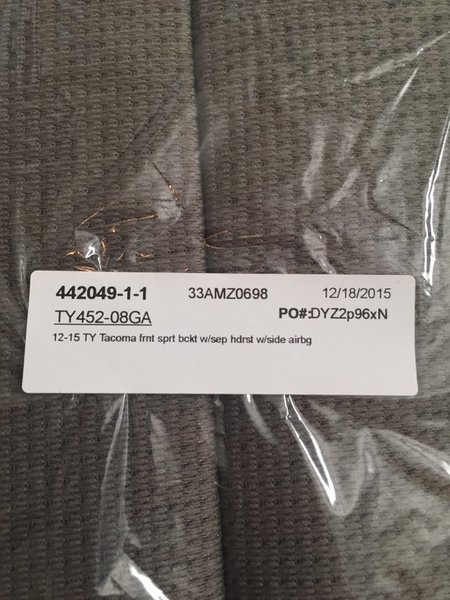 442049-1-1 33AMZ0698 12/18/2015
TY452-08GA PO#:DYZ2p96xN
12-15 TY Tacoma frnt sprt bckt w/sep hdrst w/side airbg